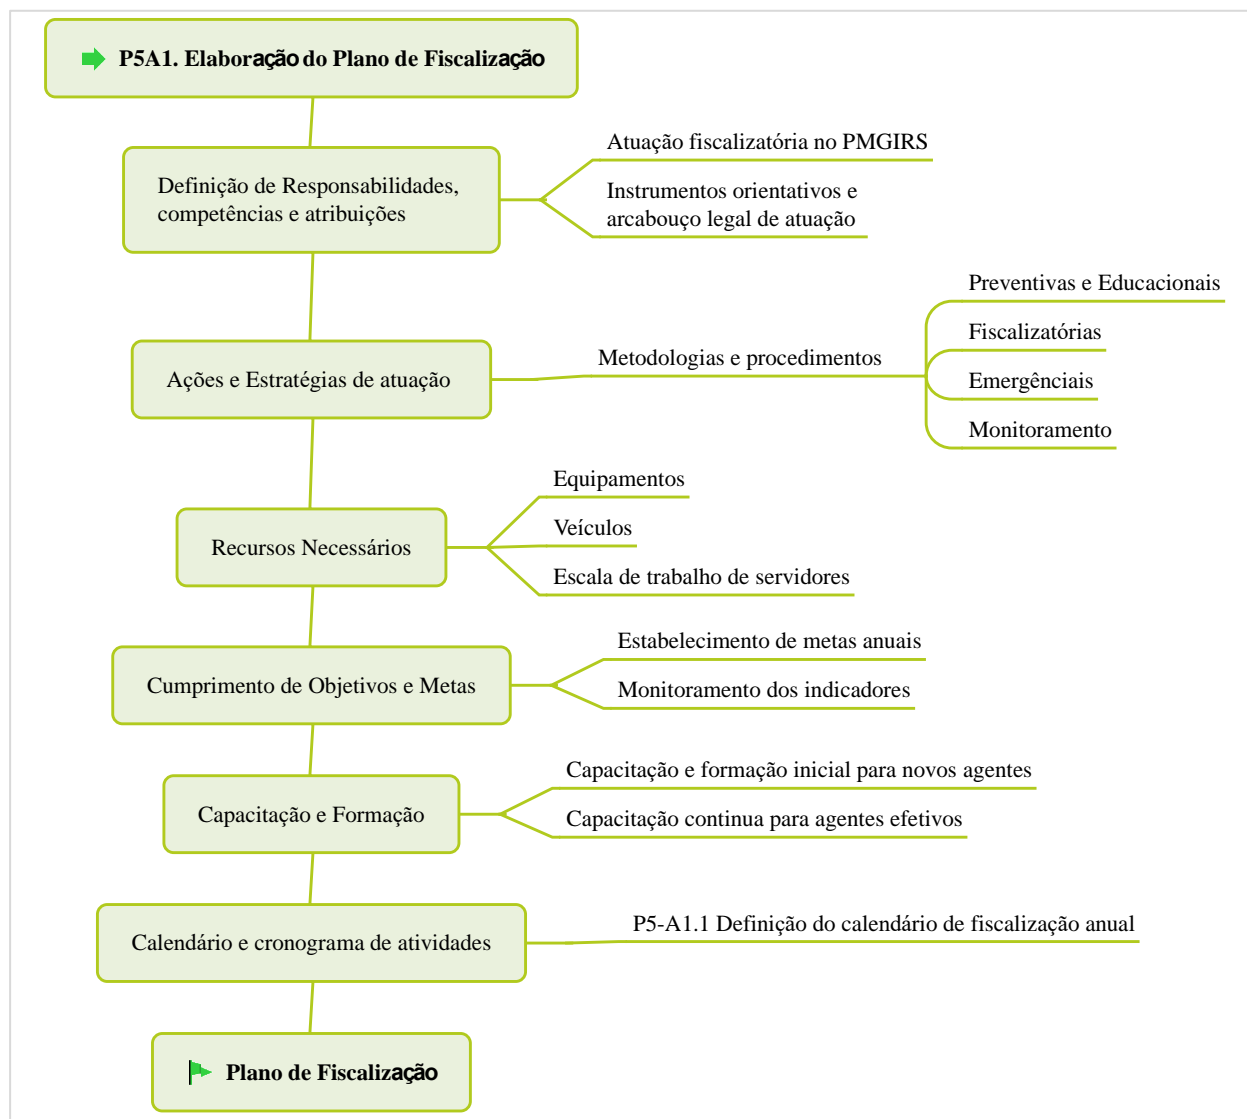 P5A1. Elaboração do Plano de Fiscalização
Definição de Responsabilidades,
competências e atribuições
Atuação fiscalizatória no PMGIRS
Instrumentos orientativos e
arcabouço legal de atuação
Ações e Estratégias de atuação
Metodologias e procedimentos
Preventivas e Educacionais
Fiscalizatórias
Emergênciais
Monitoramento
Recursos Necessários
Equipamentos
Veículos
Escala de trabalho de servidores
Cumprimento de Objetivos e Metas
Estabelecimento de metas anuais
Monitoramento dos indicadores
Capacitação e Formação
Capacitação e formação inicial para novos agentes
Capacitação continua para agentes efetivos
Calendário e cronograma de atividades
P5-A1.1 Definição do calendário de fiscalização anual
Plano de Fiscalização